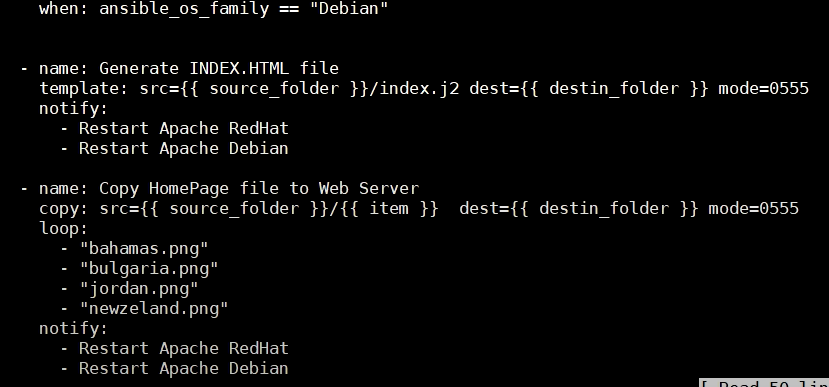 when: ansible_os_family == "Debian"
- name: Generate INDEX.HTML file
template: src={{ source_folder }}/index.j2 dest={{ destin_folder }} mode=0555
notify:
- Restart Apache RedHat
- Restart Apache Debian
- name: Copy HomePage file to Web Server
copy: src={{ source_folder }}/{{ item }}  dest={{ destin_folder }} mode=0555
loop:
- "bahamas.png"
- "bulgaria.png"
- "jordan.png"
- "newzeland.png"
notify:
- Restart Apache RedHat
- Restart Apache Debian
[ Read 50 lin